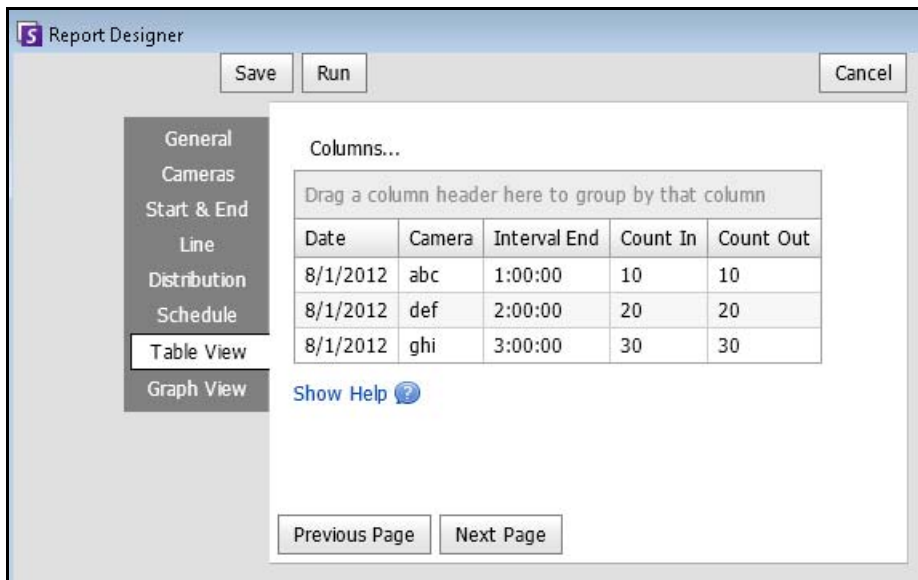 S Report Designer
Save Run Cancel
General
Cameras
Start & End
Line
Distribution
Schedule
Table View
Graph View
Columns...
Drag a column header here to group by that column
Date Camera Interval End Count In Count Out
8/1/2012 abc 1:00:00 10 10
8/1/2012 def 2:00:00 20 20
8/1/2012 ghi 3:00:00 30 30
Show Help ?
Previous Page Next Page